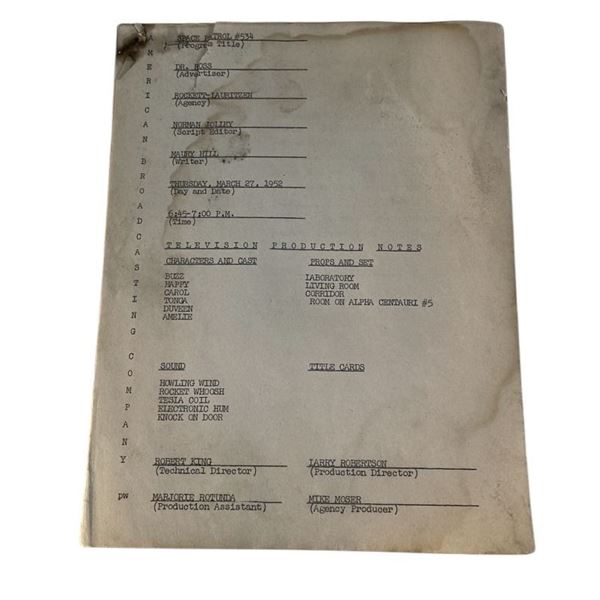 AMERICAN BROADCASTING COMPANY
SPACE PATROL #534
(Program Title)
DR. ROSS
(Advertiser)
ROCKETT-LAURITZEN
(Agency)
NORMAN JOLLEY
(Script Editor)
MAURY HILL
(Writer)
THURSDAY, MARCH 27, 1952
(Day and Date)
6:45-7:00 P.M.
(Time)
TELEVISION PRODUCTION NOTES
CHARACTERS AND CAST
BUZZ
HAPPY
CAROL
TONGA
DUVEEN
AMELIE
PROPS AND SET
LABORATORY
LIVING ROOM
CORRIDOR
ROOM ON ALPHA CENTAURI #5
SOUND
HOWLING WIND
ROCKET WHOOSH
TESLA COIL
ELECTRONIC HUM
KNOCK ON DOOR
TITLE CARDS
ROBERT KING
(Technical Director)
LARRY ROBERTSON
(Production Director)
pw
MARJORIE ROTUNDA
(Production Assistant)
MIKE MOSER
(Agency Producer)